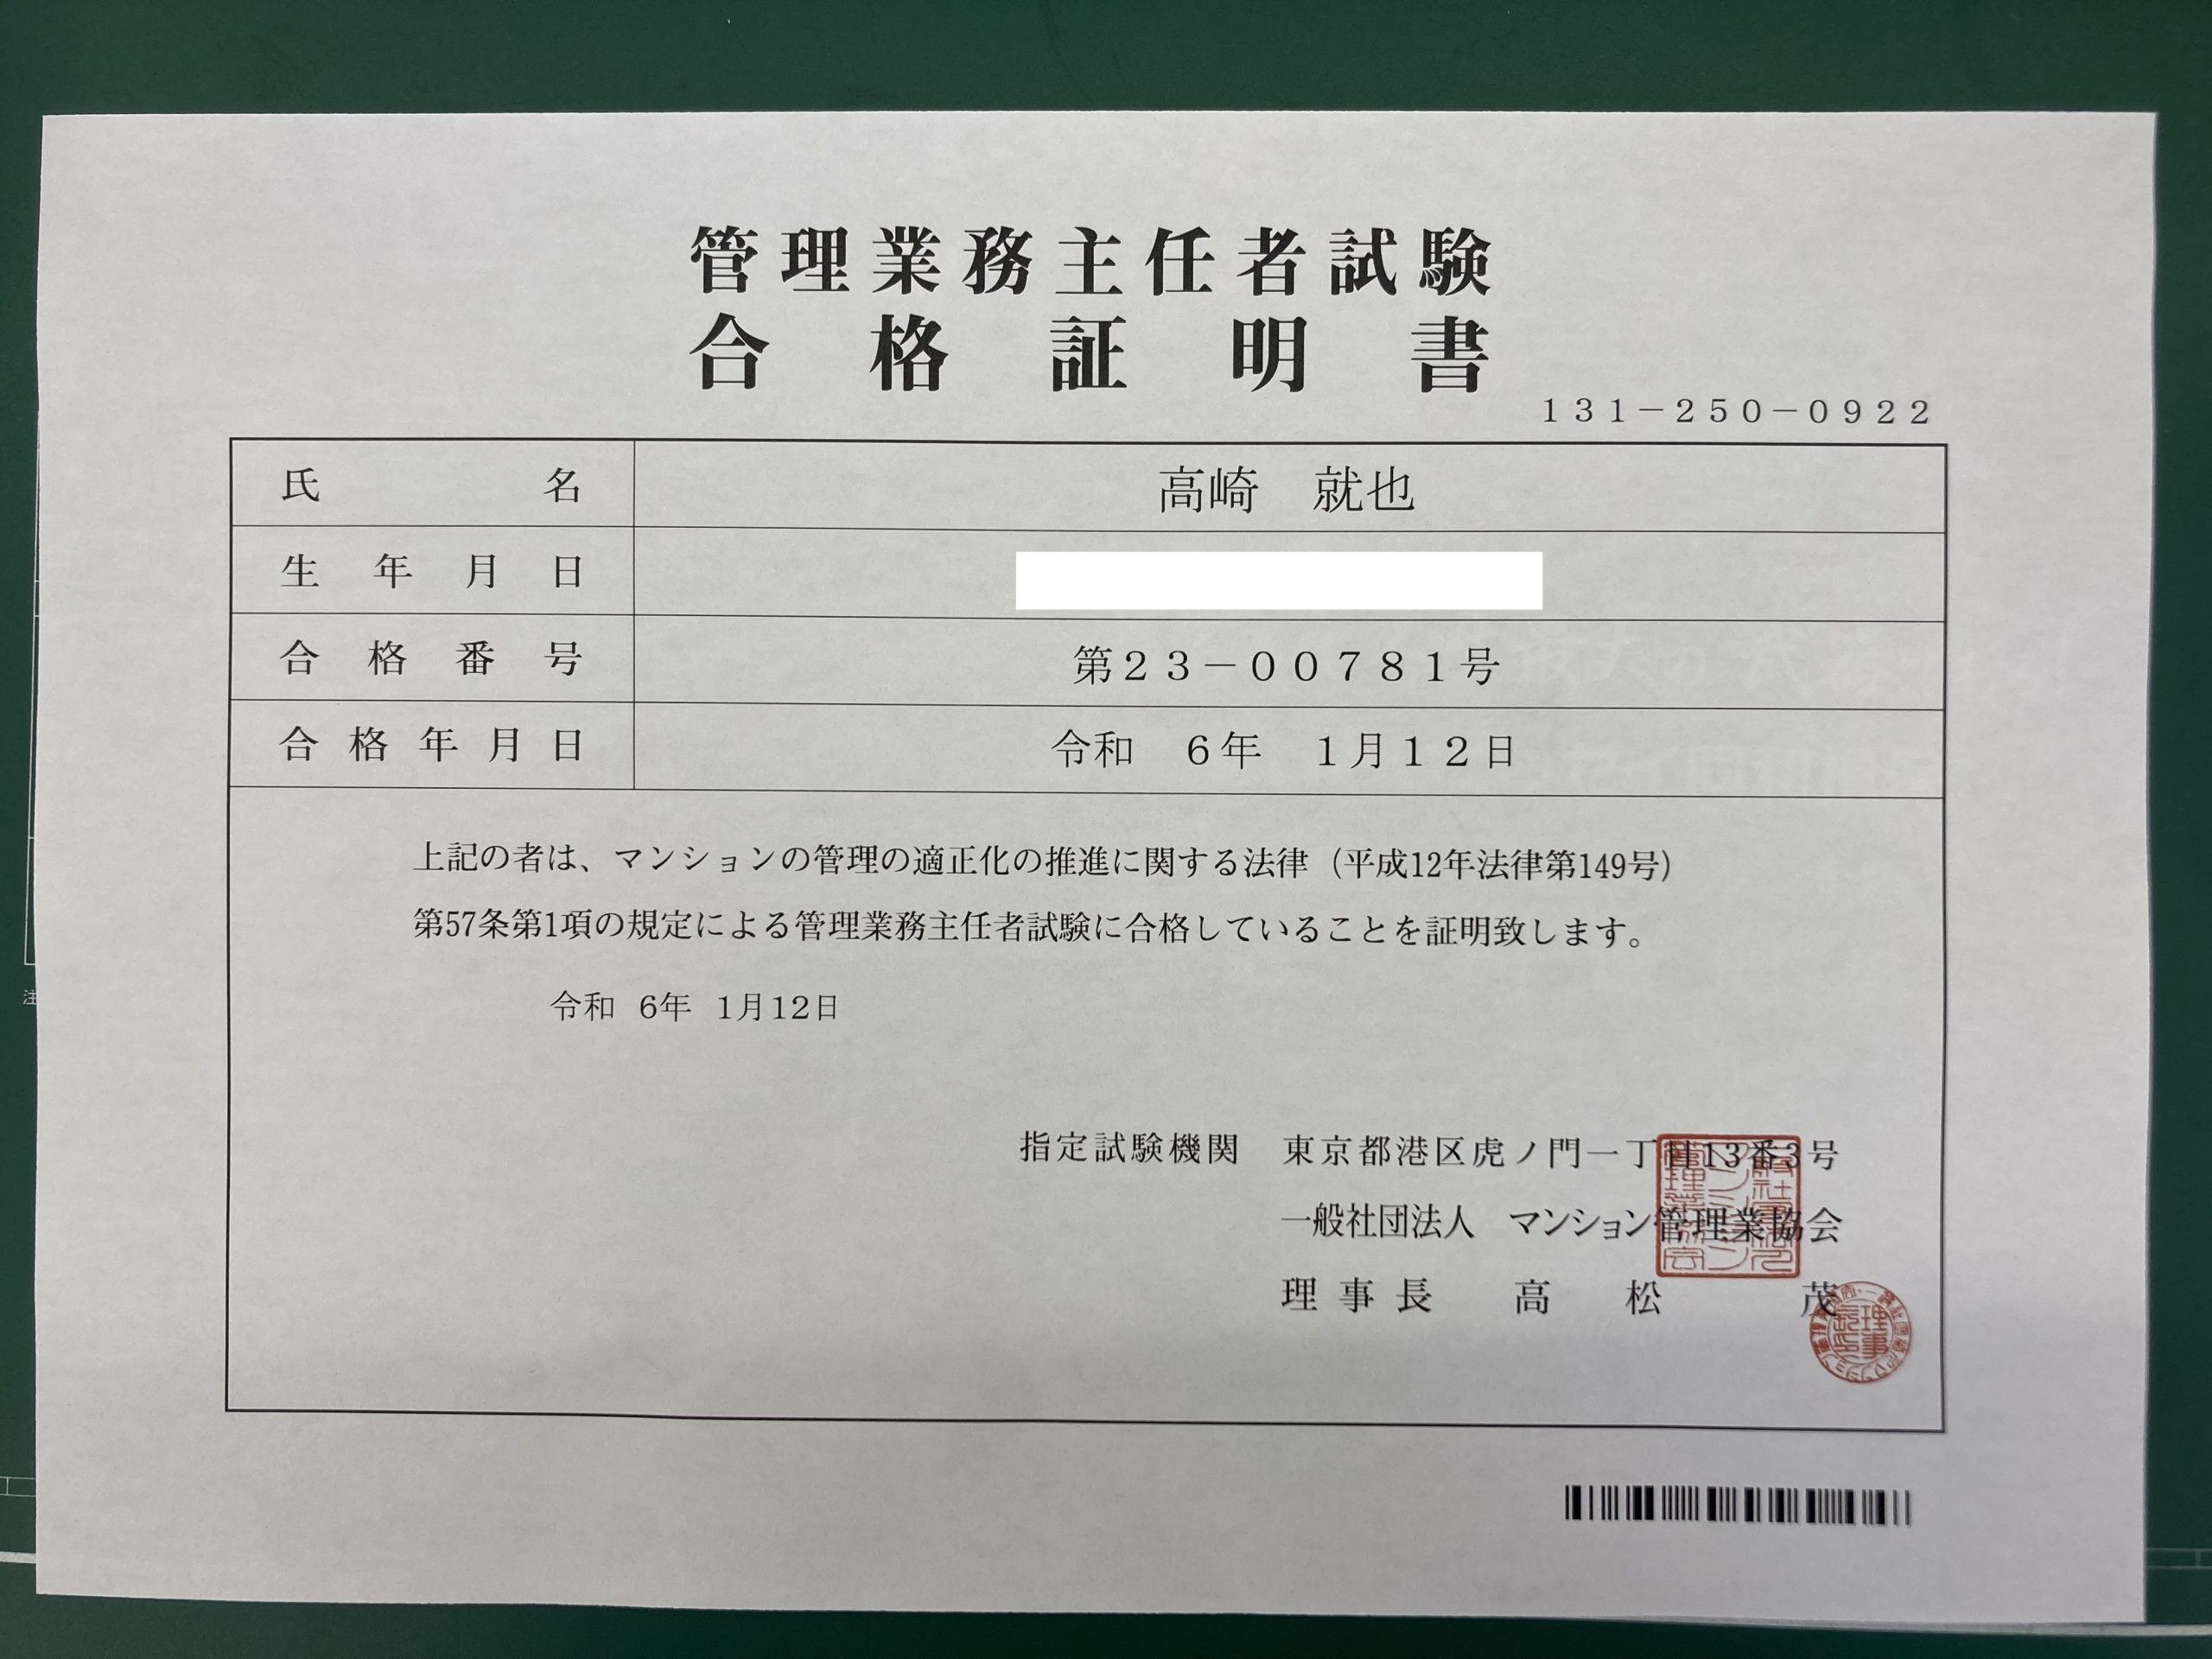 管理業務主任者試験
合格証明書
131-250-0922
氏名 高崎 就也
生年月日
合格番号 第23-00781号
合格年月日 令和 6年 1月12日
上記の者は、マンションの管理の適正化の推進に関する法律（平成12年法律第149号）
第57条第1項の規定による管理業務主任者試験に合格していることを証明致します。
令和 6年 1月12日
指定試験機関 東京都港区虎ノ門一丁目13番3号
一般社団法人 マンション管理業協会
理事長 高松 茂
注